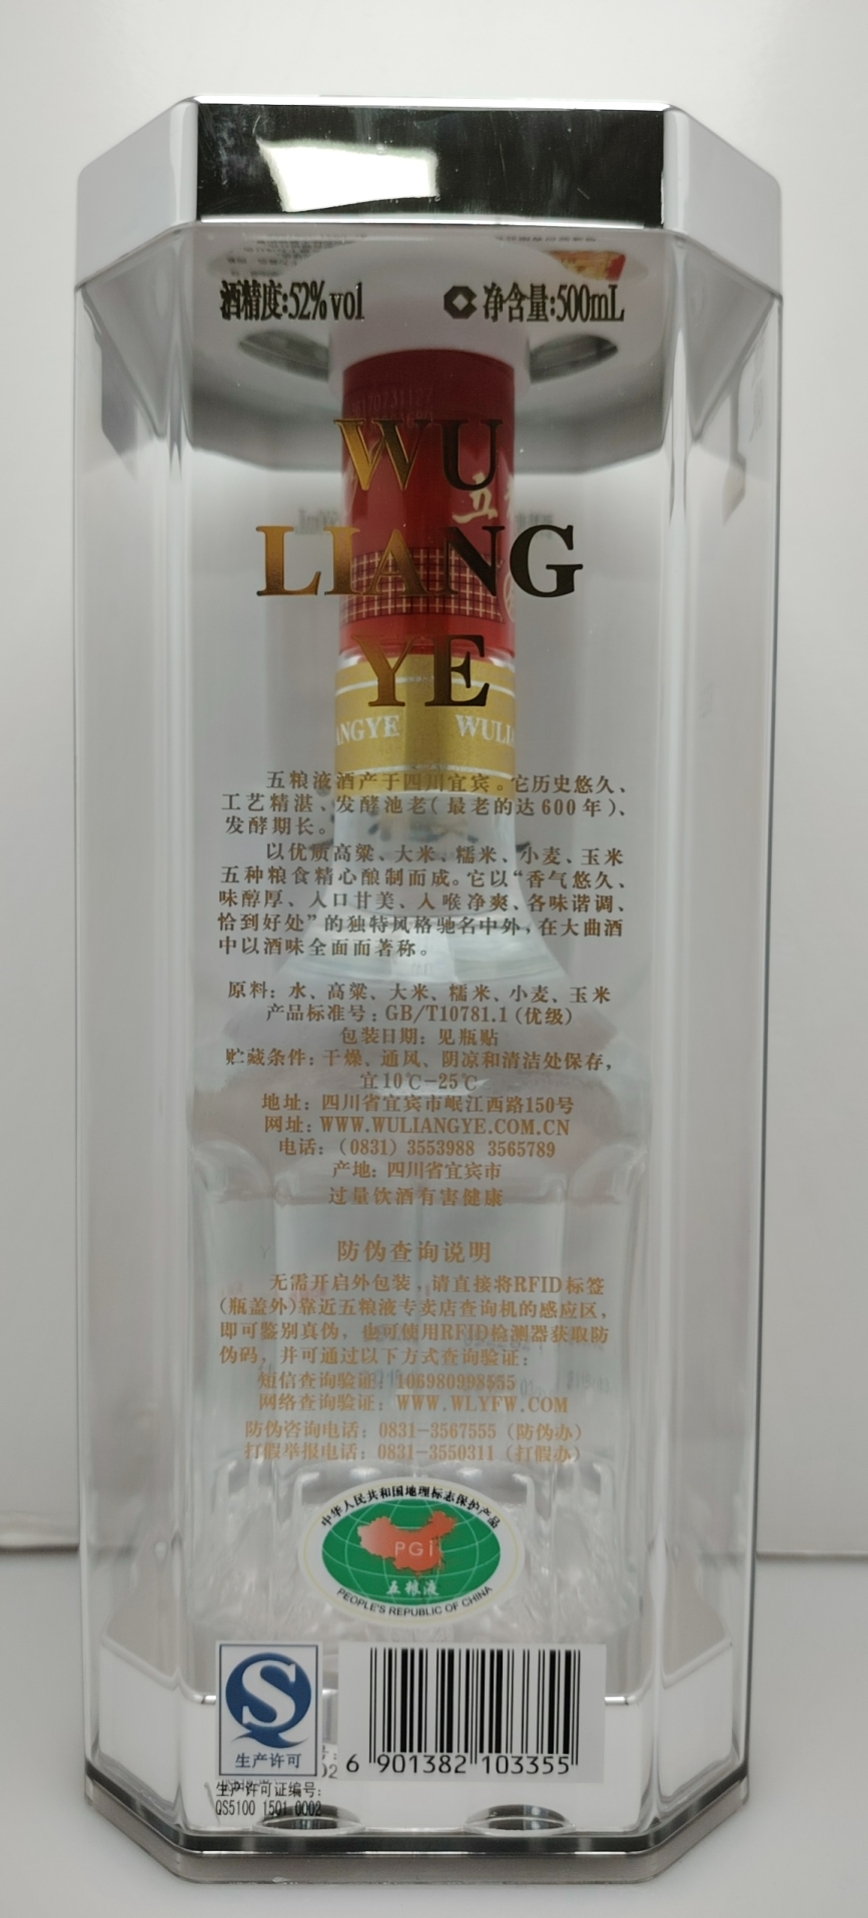 酒精度:52%vol 净含量:500mL
WU
LIANG
YE
ANGYE WULI
五粮液酒产于四川宜宾。它历史悠久、
工艺精湛、发酵池老(最老的达600年)、
发酵期长。
以优质高粱、大米、糯米、小麦、玉米
五种粮食精心酿制而成。它以“香气悠久、
味醇厚、入口甘美、入喉净爽、各味谐调、
恰到好处”的独特风格驰名中外,在大曲酒
中以酒味全面而著称。
原料: 水、高粱、大米、糯米、小麦、玉米
产品标准号: GB/T10781.1 (优级)
包装日期: 见瓶贴
贮藏条件: 干燥、通风、阴凉和清洁处保存,
宜10℃-25℃
地址: 四川省宜宾市岷江西路150号
网址: WWW.WULIANGYE.COM.CN
电话: (0831) 3553988 3565789
产地: 四川省宜宾市
过量饮酒有害健康
防伪查询说明
无需开启外包装,请直接将RFID标签
(瓶盖外)靠近五粮液专卖店查询机的感应区,
即可鉴别真伪, 也可使用RFID检测器获取防
伪码, 并可通过以下方式查询验证:
短信查询验证: 106980998555
网络查询验证: WWW.WLYFW.COM
防伪咨询电话: 0831-3567555 (防伪办)
打假举报电话: 0831-3550311 (打假办)
中华人民共和国地理标志保护产品
PGI
五粮液
PEOPLE'S REPUBLIC OF CHINA
生产许可
6 901382 103355
生产许可证编号:
QS5100 1501 0002